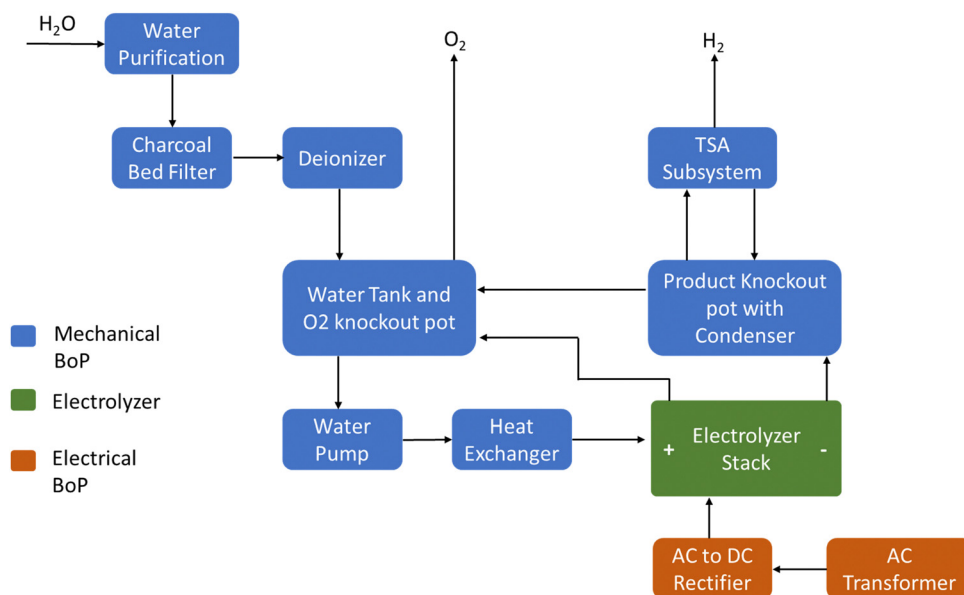 H₂O
Water
Purification
O₂
H₂
Charcoal
Bed Filter
Deionizer
TSA
Subsystem
Water Tank and
O2 knockout pot
Product Knockout
pot with
Condenser
Mechanical
BoP
Electrolyzer
Electrical
BoP
Water
Pump
Heat
Exchanger
+ Electrolyzer -
Stack
AC to DC
Rectifier
AC
Transformer